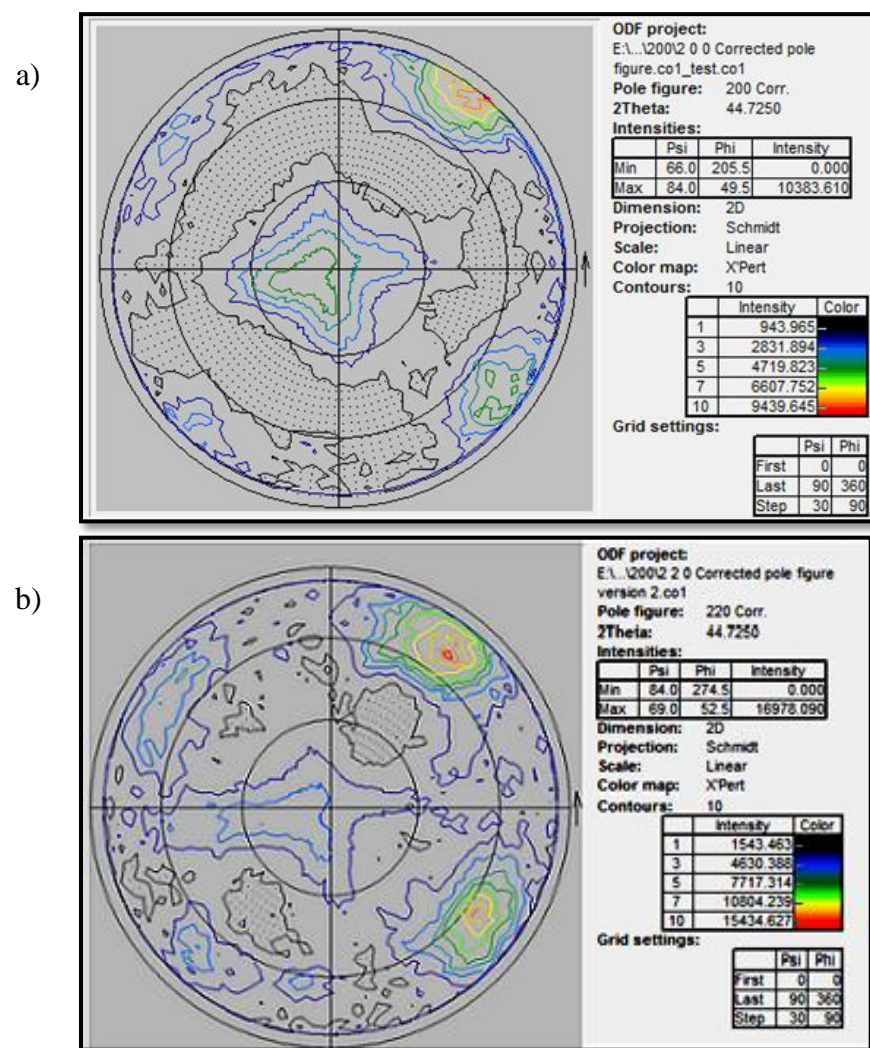 a)
ODF project:
E:\...\200\2 0 0 Corrected pole
figure.co1_test.co1
Pole figure: 200 Corr.
2Theta: 44.7250
Intensities:
Psi Phi Intensity
Min 66.0 205.5 0.000
Max 84.0 49.5 10383.610
Dimension: 2D
Projection: Schmidt
Scale: Linear
Color map: X'Pert
Contours: 10
Intensity Color
1 943.965
3 2831.894
5 4719.823
7 6607.752
10 9439.645
Grid settings:
Psi Phi
First 0 0
Last 90 360
Step 30 90
b)
ODF project:
E:\...\200\2 2 0 Corrected pole figure
version 2.co1
Pole figure: 220 Corr.
2Theta: 44.7250
Intensities:
Psi Phi Intensity
Min 84.0 274.5 0.000
Max 69.0 52.5 16978.090
Dimension: 2D
Projection: Schmidt
Scale: Linear
Color map: X'Pert
Contours: 10
Intensity Color
1 1543.463
3 4630.388
5 7717.314
7 10804.239
10 15434.627
Grid settings:
Psi Phi
First 0 0
Last 90 360
Step 30 90